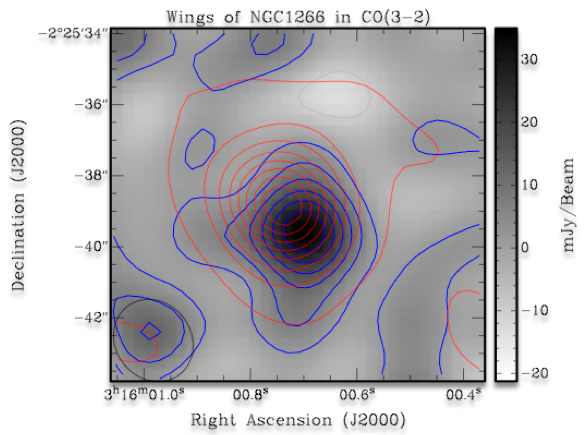 Wings of NGC1266 in CO(3-2)
-2°25'34"
-36"
-38"
-40"
-42"
3ʰ16ᵐ01.0ˢ
00.8ˢ
00.6ˢ
00.4ˢ
Right Ascension (J2000)
Declination (J2000)
30
20
10
0
-10
-20
mJy/Beam